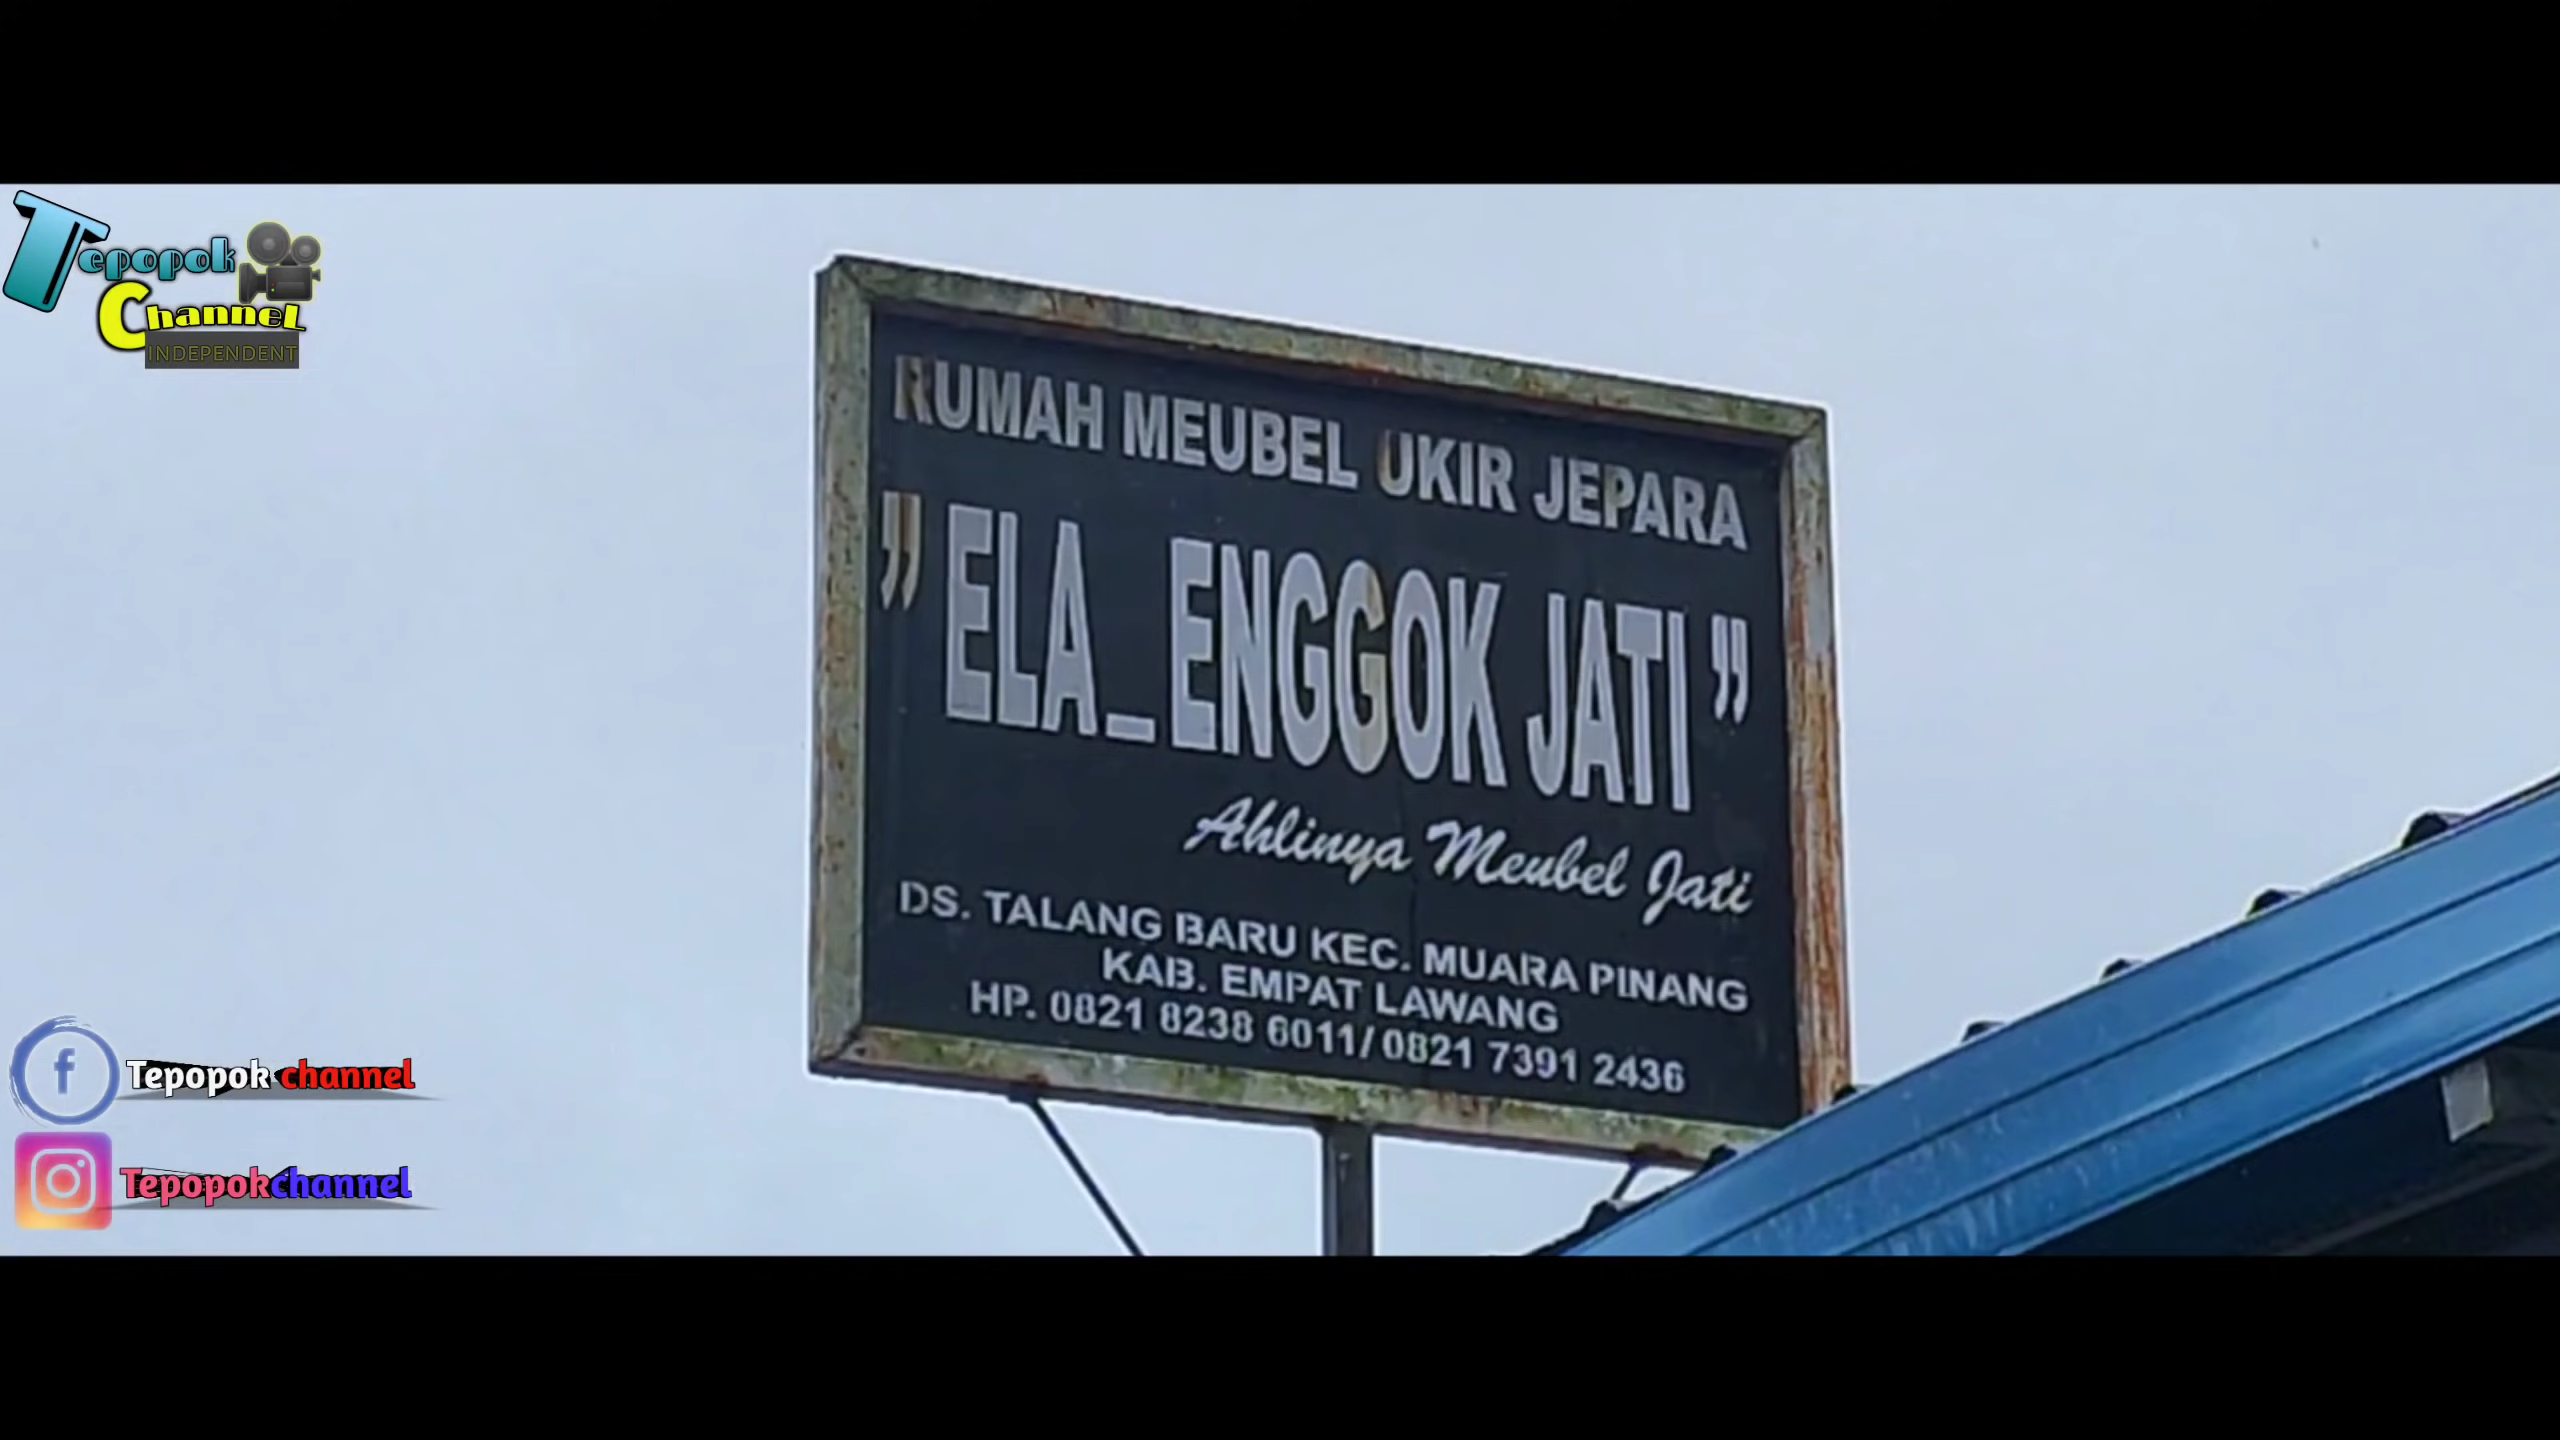 Tepopok
Channel
INDEPENDENT
RUMAH MEUBEL UKIR JEPARA
” ELA_ENGGOK JATI ”
Ahlinya Meubel Jati
DS. TALANG BARU KEC. MUARA PINANG
KAB. EMPAT LAWANG
HP. 0821 8238 6011/0821 7391 2436
Tepopok channel
Tepopokchannel